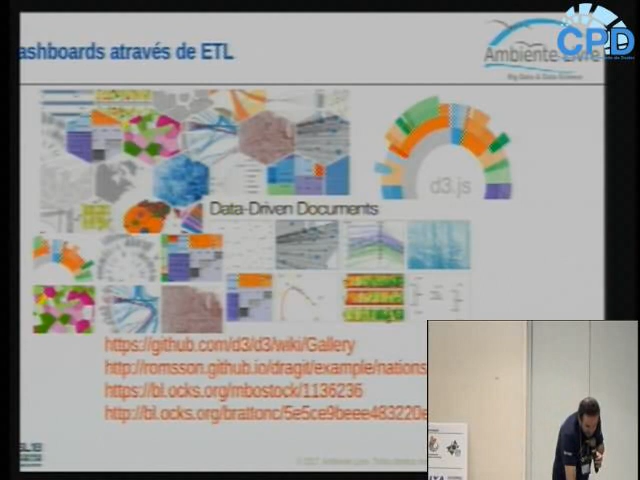 ashboards através de ETL
Ambiente Livre
Big Data & Data Science
CPD
d3.js
Data-Driven Documents
https://github.com/d3/d3/wiki/Gallery
http://romsson.github.io/dragit/example/nations
https://bl.ocks.org/mbostock/1136236
http://bl.ocks.org/brattonc/5e5ce9beee483220e